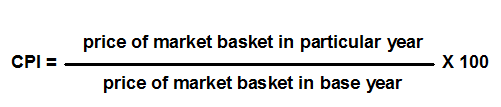 price of market basket in particular year
CPI = X 100
price of market basket in base year